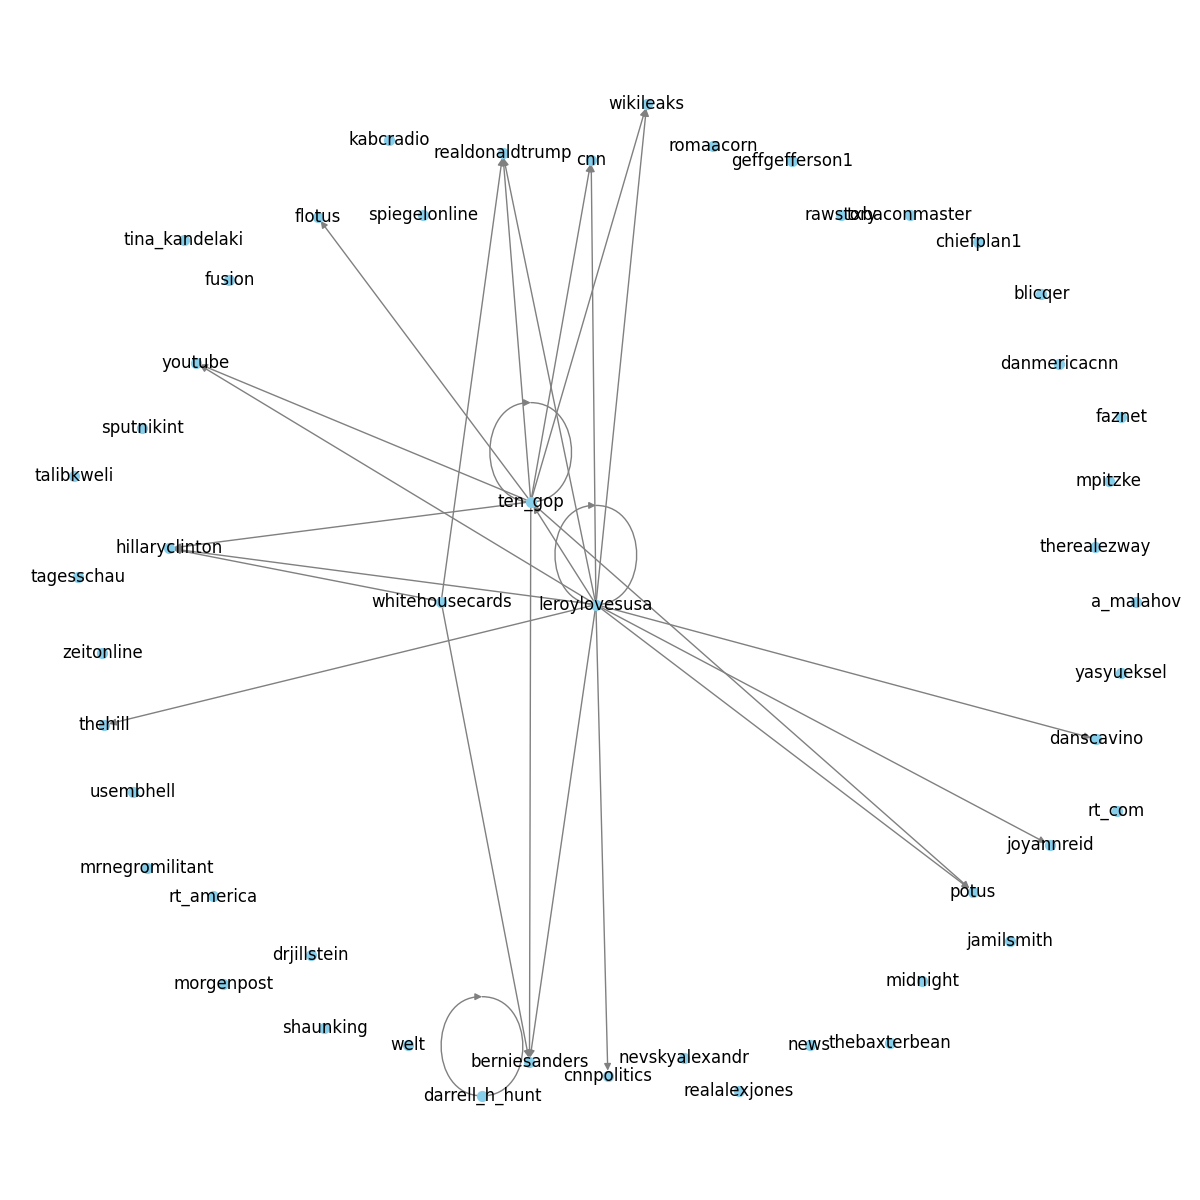 wikileaks
kabcradio
realdonaldtrump
cnn
romaacorn
geffgefferson1
flotus
spiegelonline
rawstory
txbaconmaster
tina_kandelaki
chiefplan1
fusion
blicqer
youtube
danmericacnn
faznet
sputnikint
talibkweli
mpitzke
ten_gop
hillaryclinton
therealezway
tagesschau
whitehousecards
leroylovesusa
a_malahov
zeitonline
yasyueksel
thehill
danscavino
usembhell
rt_com
joyannreid
mrnegromilitant
rt_america
potus
drjillstein
jamilsmith
morgenpost
midnight
shaunking
welt
news
thebaxterbean
berniesanders
nevskyalexandr
cnnpolitics
darrell_h_hunt
realalexjones